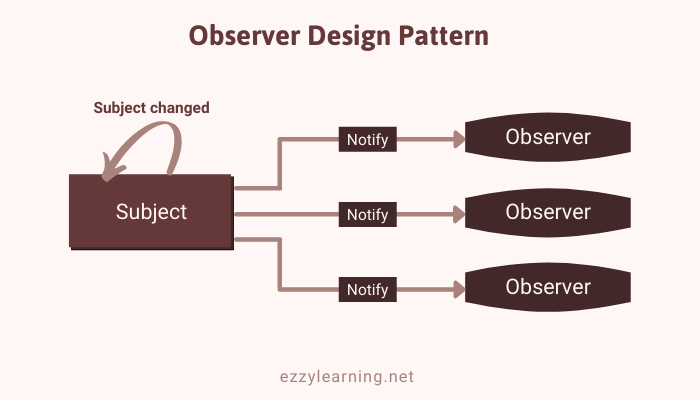 Observer Design Pattern
Subject changed
Subject
Notify
Observer
Notify
Observer
Notify
Observer
ezzylearning.net